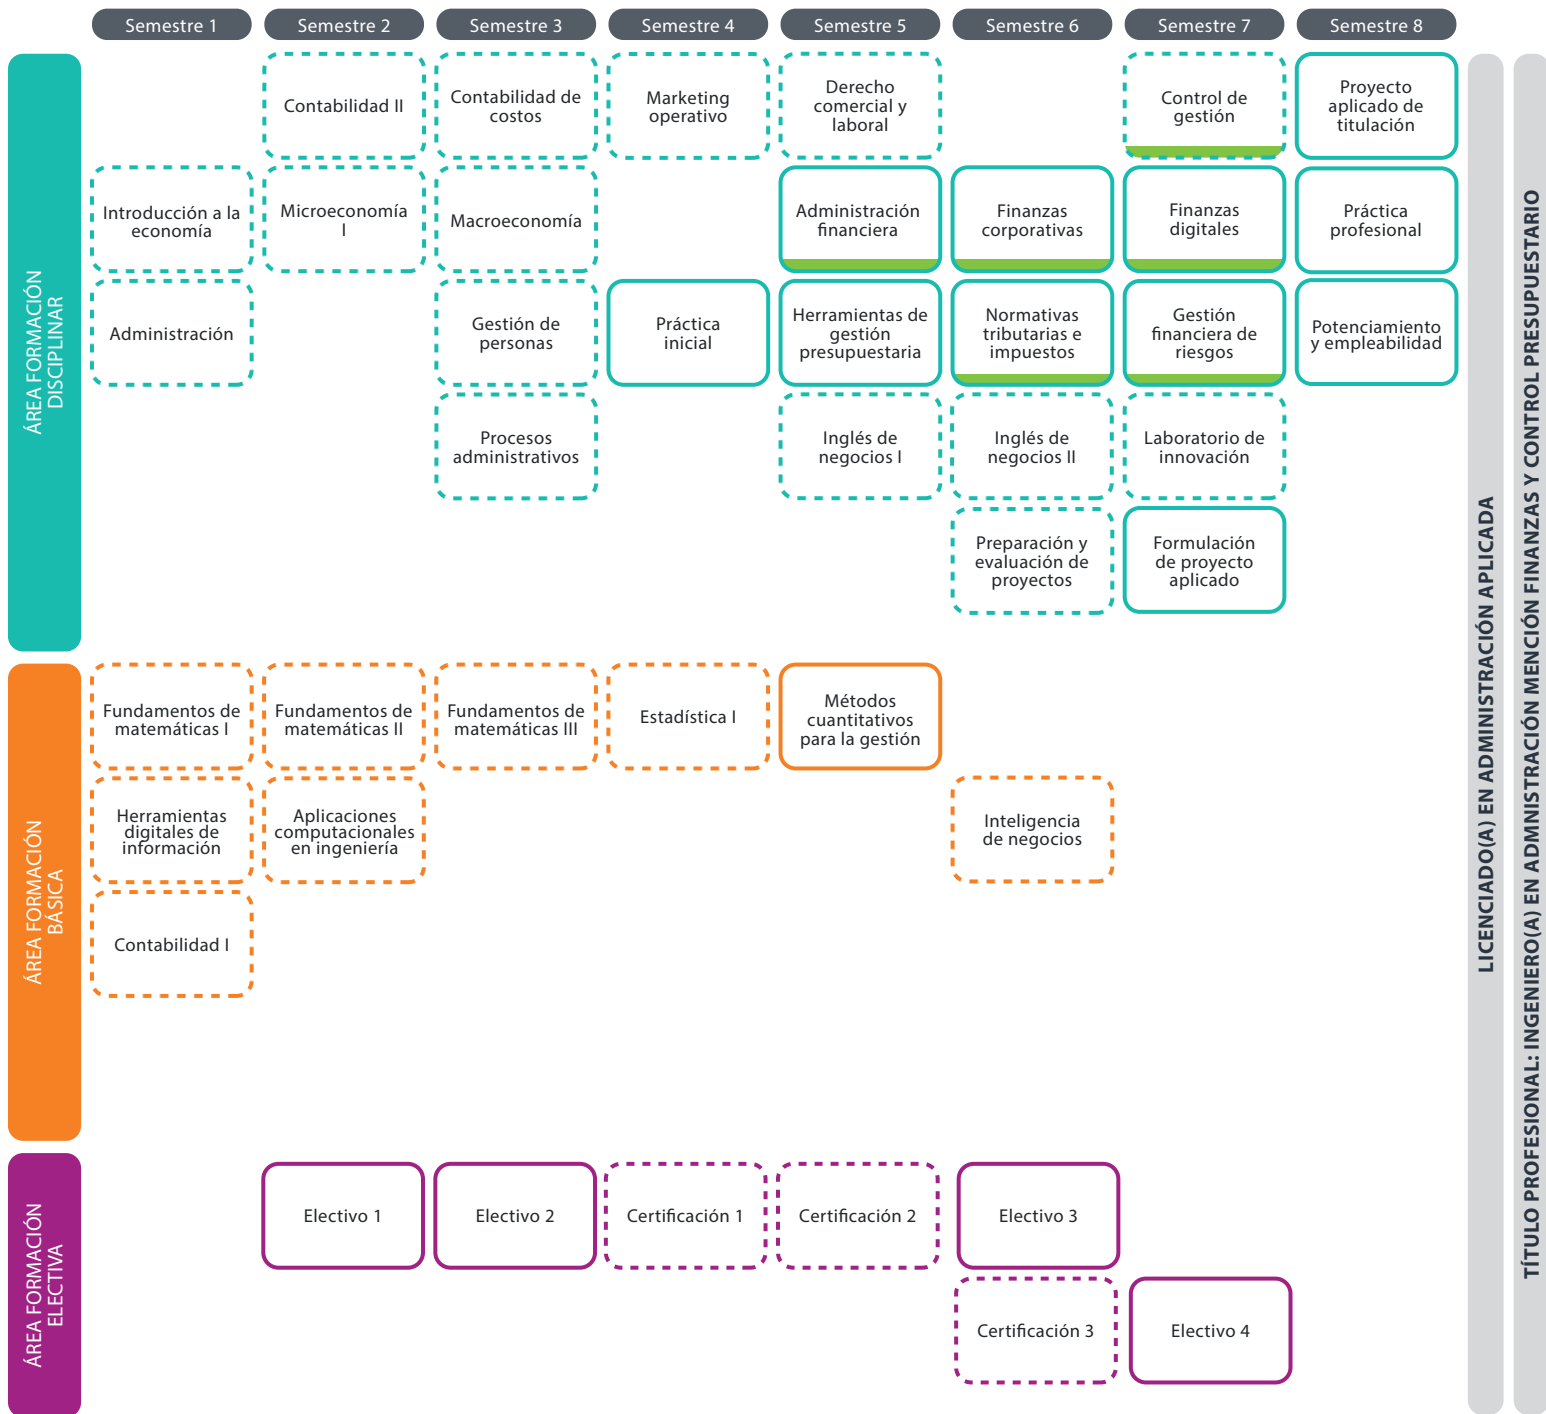 Semestre 1
Semestre 2
Semestre 3
Semestre 4
Semestre 5
Semestre 6
Semestre 7
Semestre 8
ÁREA FORMACIÓN
DISCIPLINAR
Contabilidad II
Contabilidad de
costos
Marketing
operativo
Derecho
comercial y
laboral
Control de
gestión
Proyecto
aplicado de
titulación
Introducción a la
economía
Microeconomía
I
Macroeconomía
Administración
financiera
Finanzas
corporativas
Finanzas
digitales
Práctica
profesional
Administración
Gestión de
personas
Práctica
inicial
Herramientas de
gestión
presupuestaria
Normativas
tributarias e
impuestos
Gestión
financiera de
riesgos
Potenciamiento
y empleabilidad
Procesos
administrativos
Inglés de
negocios I
Inglés de
negocios II
Laboratorio de
innovación
Preparación y
evaluación de
proyectos
Formulación
de proyecto
aplicado
ÁREA FORMACIÓN
BÁSICA
Fundamentos de
matemáticas I
Fundamentos de
matemáticas II
Fundamentos de
matemáticas III
Estadística I
Métodos
cuantitativos
para la gestión
Herramientas
digitales de
información
Aplicaciones
computacionales
en ingeniería
Inteligencia
de negocios
Contabilidad I
ÁREA FORMACIÓN
ELECTIVA
Electivo 1
Electivo 2
Certificación 1
Certificación 2
Electivo 3
Certificación 3
Electivo 4
LICENCIADO(A) EN ADMINISTRACIÓN APLICADA
TÍTULO PROFESIONAL: INGENIERO(A) EN ADMNISTRACIÓN MENCIÓN FINANZAS Y CONTROL PRESUPUESTARIO